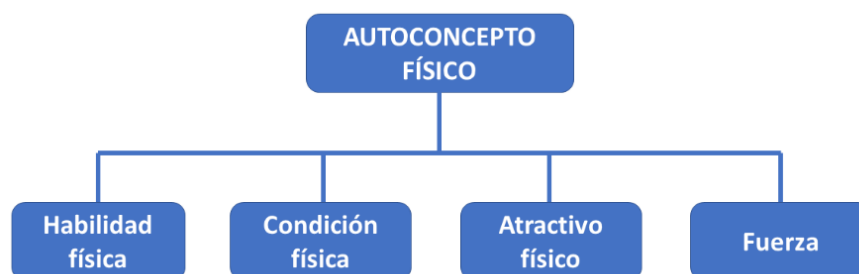 AUTOCONCEPTO
FÍSICO
Habilidad
física
Condición
física
Atractivo
físico
Fuerza